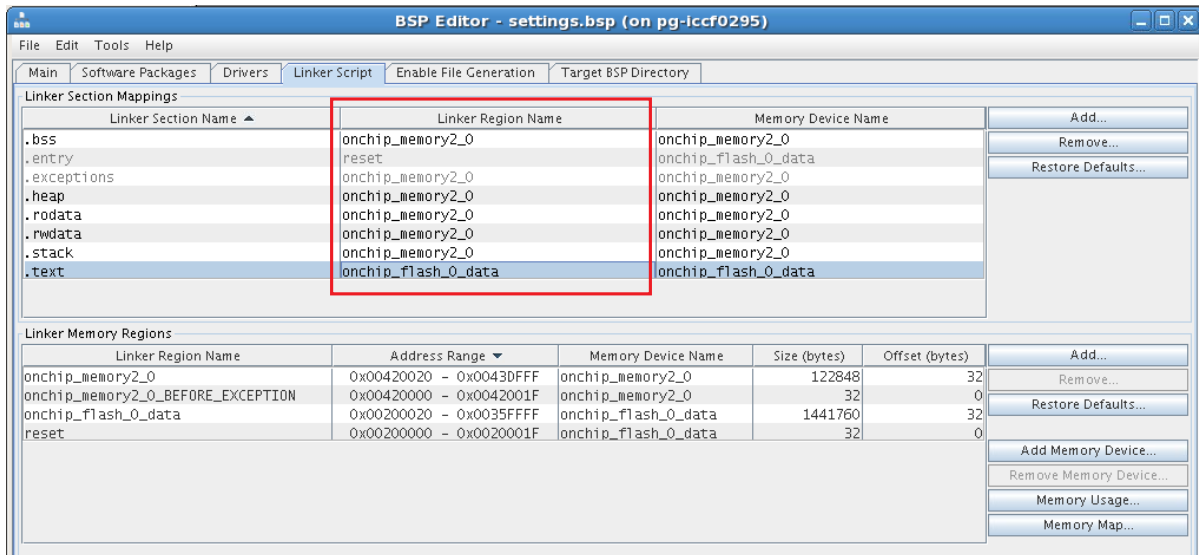 BSP Editor - settings.bsp (on pg-iccf0295)
File Edit Tools Help
Main Software Packages Drivers Linker Script Enable File Generation Target BSP Directory
Linker Section Mappings
Linker Section Name Linker Region Name Memory Device Name Add...
.bss onchip_memory2_0 onchip_memory2_0 Remove...
.entry reset onchip_flash_0_data Restore Defaults...
.exceptions onchip_memory2_0 onchip_memory2_0
.heap onchip_memory2_0 onchip_memory2_0
.rodata onchip_memory2_0 onchip_memory2_0
.rwdata onchip_memory2_0 onchip_memory2_0
.stack onchip_memory2_0 onchip_memory2_0
.text onchip_flash_0_data onchip_flash_0_data
Linker Memory Regions
Linker Region Name Address Range Memory Device Name Size (bytes) Offset (bytes) Add...
onchip_memory2_0 0x00420020 - 0x0043DFFF onchip_memory2_0 122848 32 Remove...
onchip_memory2_0_BEFORE_EXCEPTION 0x00420000 - 0x0042001F onchip_memory2_0 32 0 Restore Defaults...
onchip_flash_0_data 0x00200020 - 0x0035FFFF onchip_flash_0_data 1441760 32
reset 0x00200000 - 0x0020001F onchip_flash_0_data 32 0
Add Memory Device...
Remove Memory Device...
Memory Usage...
Memory Map...